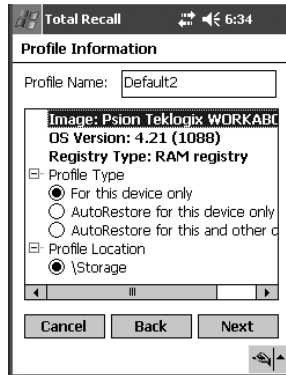 Total Recall 6:34
Profile Information
Profile Name: Default2
Image: Psion Teklogix WORKABO
OS Version: 4.21 (1088)
Registry Type: RAM registry
Profile Type
For this device only
AutoRestore for this device only
AutoRestore for this and other d
Profile Location
\Storage
Cancel Back Next